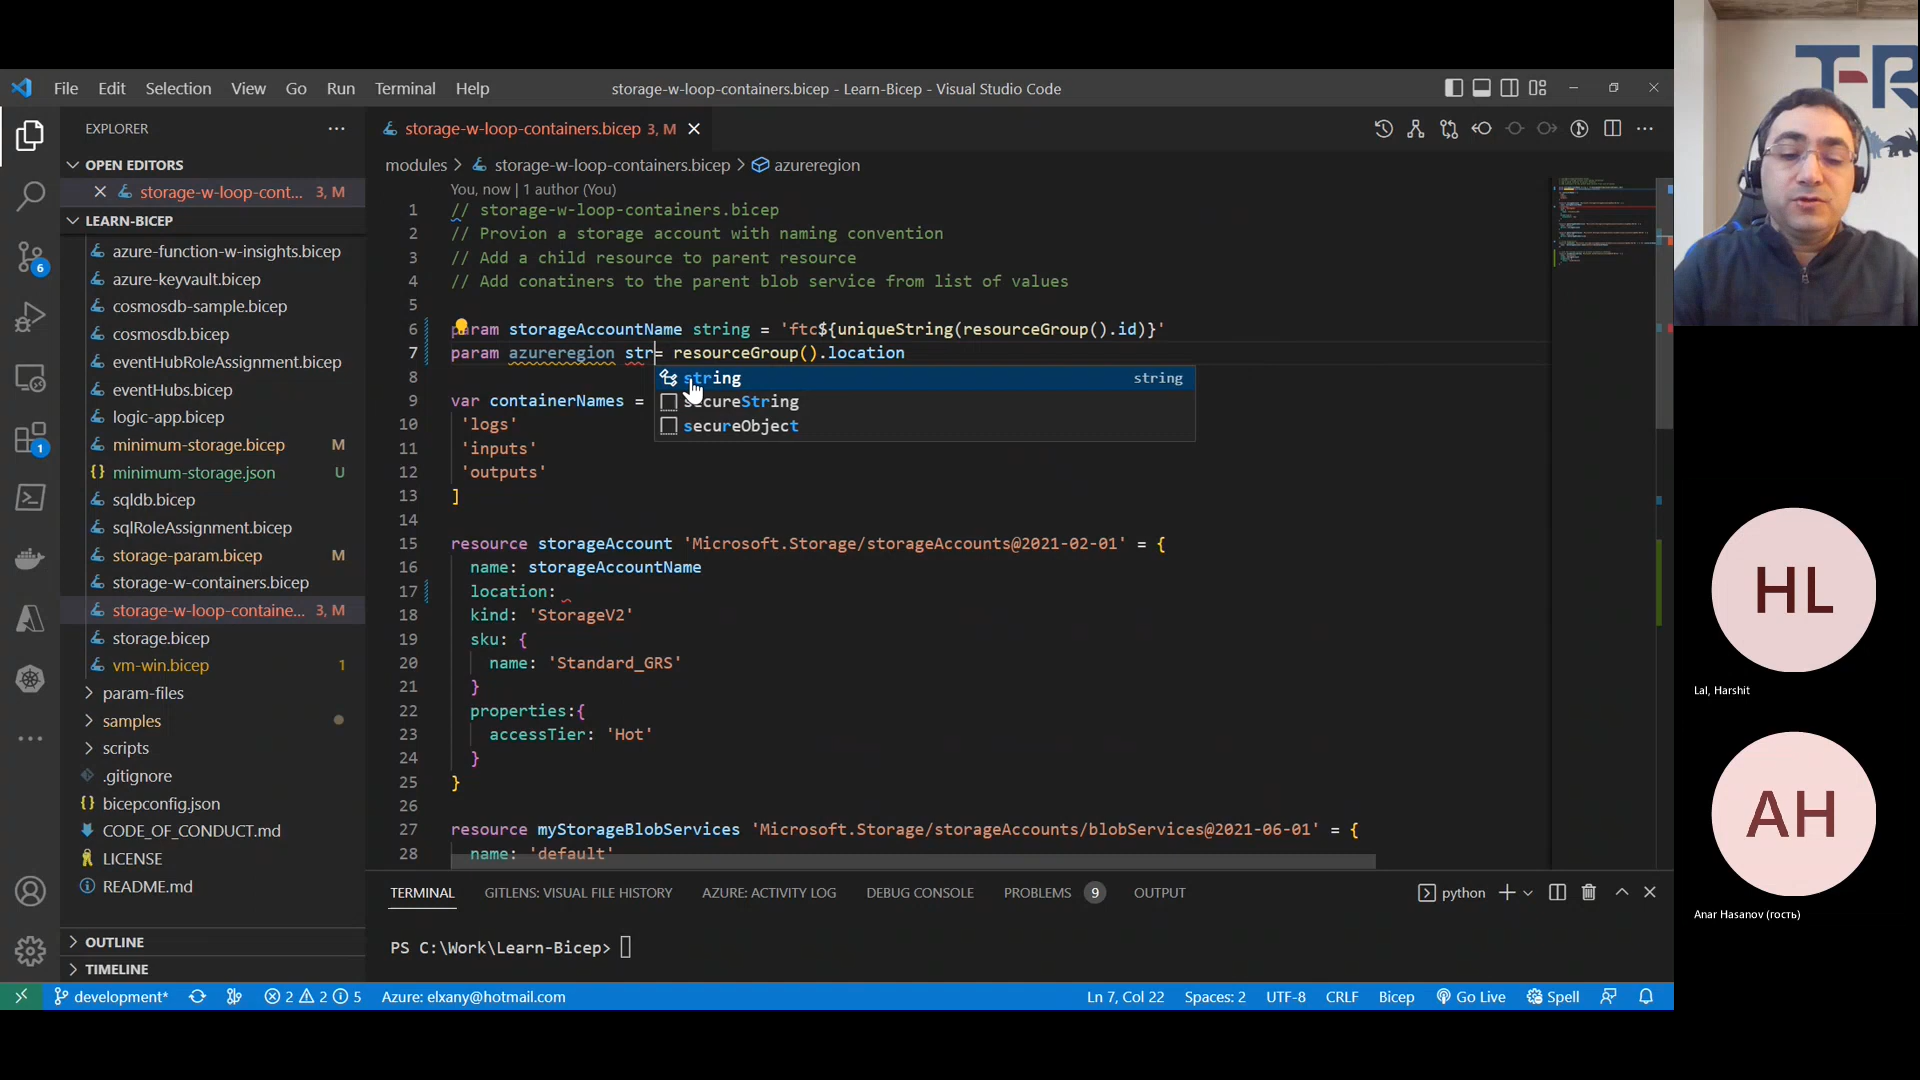 File Edit Selection View Go Run Terminal Help
storage-w-loop-containers.bicep - Learn-Bicep - Visual Studio Code
EXPLORER
OPEN EDITORS
storage-w-loop-cont... 3, M
LEARN-BICEP
azure-function-w-insights.bicep
azure-keyvault.bicep
cosmosdb-sample.bicep
cosmosdb.bicep
eventHubRoleAssignment.bicep
eventHubs.bicep
logic-app.bicep
minimum-storage.bicep M
minimum-storage.json U
sqldb.bicep
sqlRoleAssignment.bicep
storage-param.bicep M
storage-w-containers.bicep
storage-w-loop-containe... 3, M
storage.bicep
vm-win.bicep 1
param-files
samples
scripts
.gitignore
bicepconfig.json
CODE_OF_CONDUCT.md
LICENSE
README.md
OUTLINE
TIMELINE
6
1
storage-w-loop-containers.bicep 3, M
modules > storage-w-loop-containers.bicep > azureregion
You, now | 1 author (You)
1 // storage-w-loop-containers.bicep
2 // Provion a storage account with naming convention
3 // Add a child resource to parent resource
4 // Add conatiners to the parent blob service from list of values
5
6 param storageAccountName string = 'ftc${uniqueString(resourceGroup().id)}'
7 param azureregion str= resourceGroup().location
8
9 var containerNames =
10 'logs'
11 'inputs'
12 'outputs'
13 ]
14
15 resource storageAccount 'Microsoft.Storage/storageAccounts@2021-02-01' = {
16 name: storageAccountName
17 location:
18 kind: 'StorageV2'
19 sku: {
20 name: 'Standard_GRS'
21 }
22 properties:{
23 accessTier: 'Hot'
24 }
25 }
26
27 resource myStorageBlobServices 'Microsoft.Storage/storageAccounts/blobServices@2021-06-01' = {
28 name: 'default'
string string
secureString
secureObject
TERMINAL GITLENS: VISUAL FILE HISTORY AZURE: ACTIVITY LOG DEBUG CONSOLE PROBLEMS 9 OUTPUT
python
PS C:\Work\Learn-Bicep>
development* 2 2 5 Azure: elxany@hotmail.com
Ln 7, Col 22 Spaces: 2 UTF-8 CRLF Bicep Go Live Spell
T-R
HL
Lal, Harshit
AH
Anar Hasanov (гость)